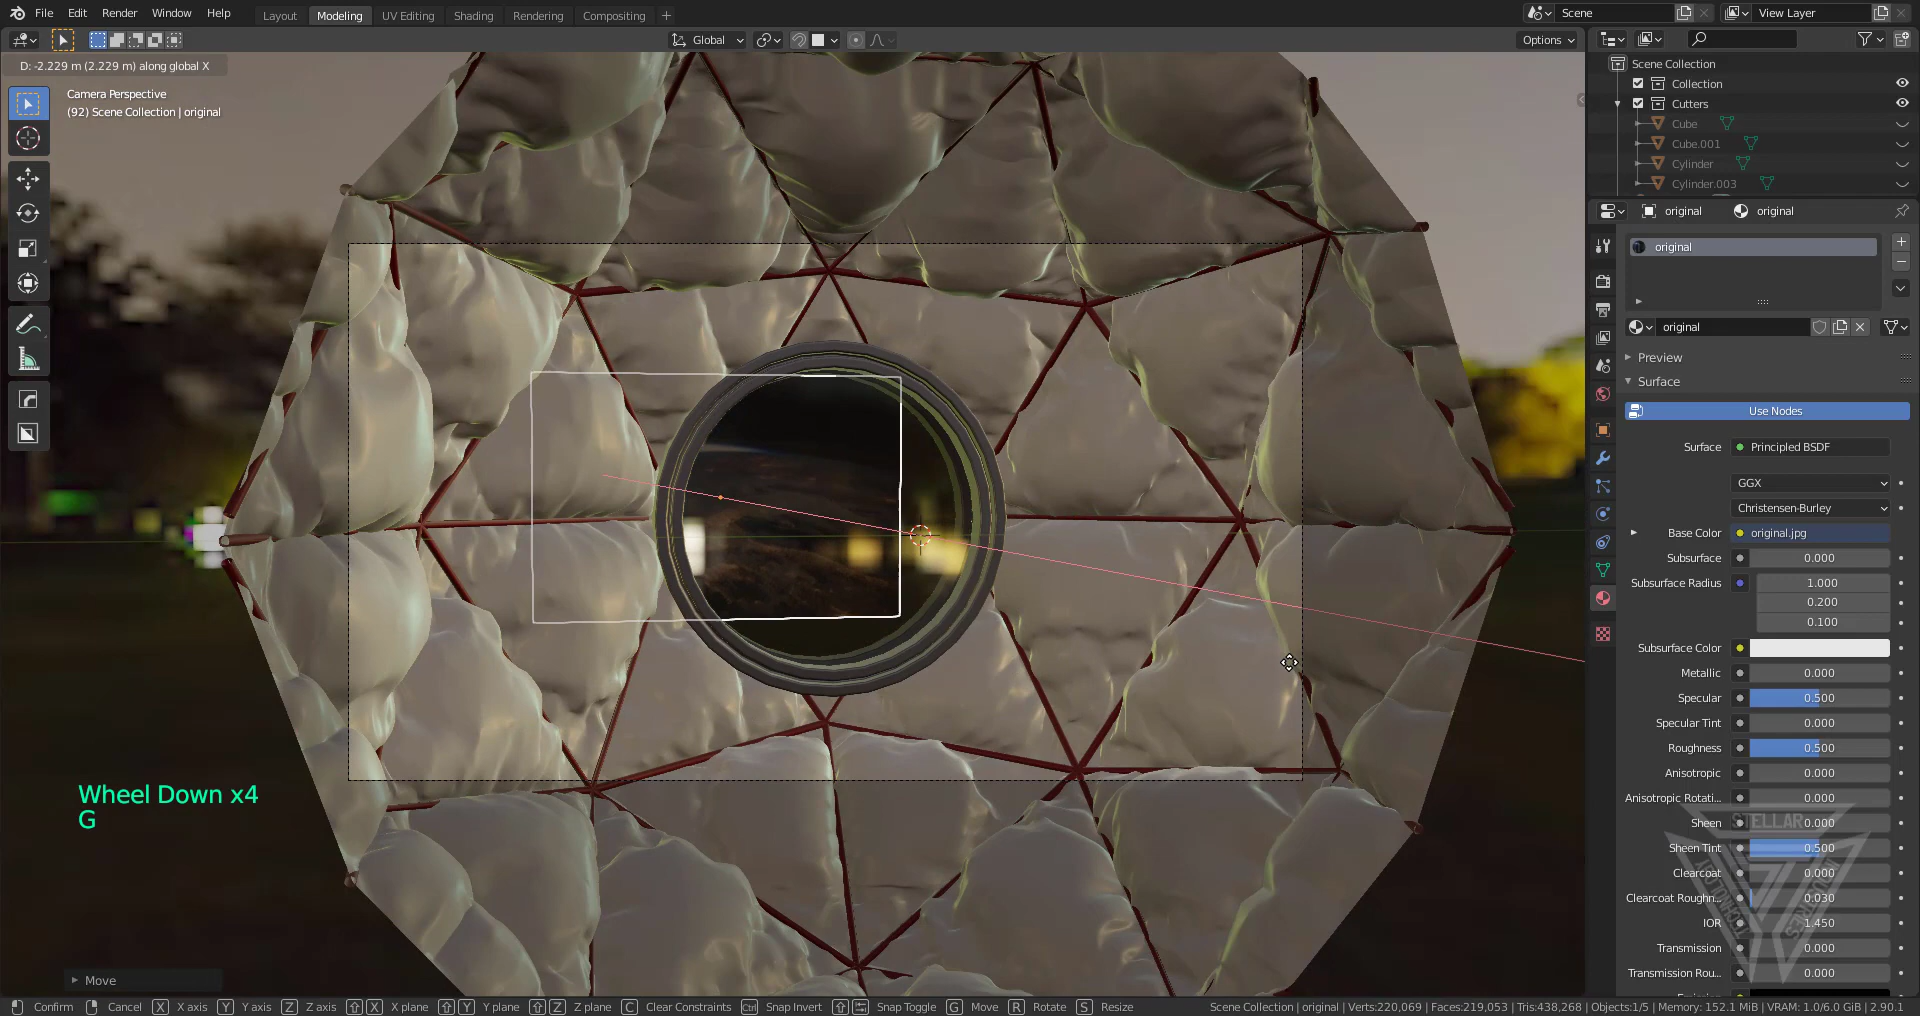 File Edit Render Window Help Layout Modeling UV Editing Shading Rendering Compositing + Scene View Layer
Global Options
D: -2.229 m (2.229 m) along global X
Camera Perspective
(92) Scene Collection | original
Scene Collection
Collection
Cutters
Cube
Cube.001
Cylinder
Cylinder.003
original original
original
original
Preview
Surface
Use Nodes
Surface Principled BSDF
GGX
Christensen-Burley
Base Color original.jpg
Subsurface 0.000
Subsurface Radius 1.000
0.200
0.100
Subsurface Color
Metallic 0.000
Specular 0.500
Specular Tint 0.000
Roughness 0.500
Anisotropic 0.000
Anisotropic Rotati... 0.000
Sheen 0.000
Sheen Tint 0.500
Clearcoat 0.000
Clearcoat Roughn... 0.030
IOR 1.450
Transmission 0.000
Transmission Rou... 0.000
STELLAR
Wheel Down x4
G
Move
Confirm Cancel X X axis Y Y axis Z Z axis X X plane Y Y plane Z Z plane C Clear Constraints Ctrl Snap Invert Snap Toggle G Move R Rotate S Resize Scene Collection | original | Verts:220,069 | Faces:219,053 | Tris:438,268 | Objects:1/5 | Memory: 152.1 MiB | VRAM: 1.0/6.0 GiB | 2.90.1